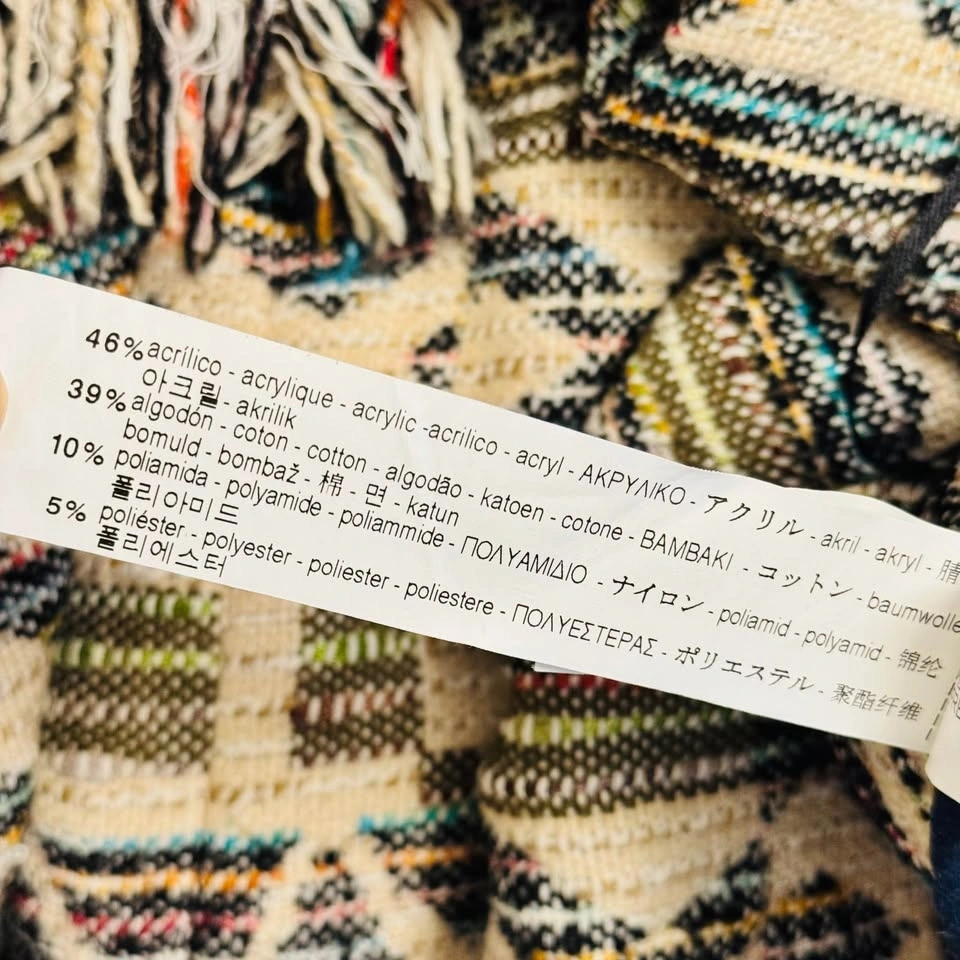 46% acrílico - acrylique - acrylic -acrilico - acryl - ΑΚΡΥΛΙΚΟ - アクリル - akril - akryl - 腈
아크릴 - akrilik
39% algodón - coton - cotton - algodão - katoen - cotone - BAMBAKI - コットン - baumwolle
bomuld - bombaž - 棉 - 면 - katun
10% poliamida - polyamide - poliammide - ΠΟΛΥΑΜΙΔΙΟ - ナイロン - poliamid - polyamid - 锦纶
폴리아미드
5% poliéster - polyester - poliester - poliestere - ΠΟΛΥΕΣΤΕΡΑΣ - ポリエステル - 聚酯纤维
폴리에스터